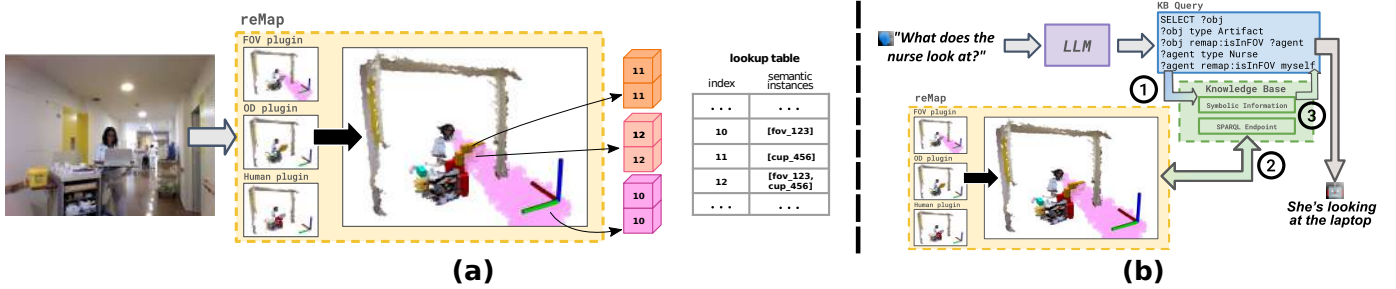 reMap
FOV plugin
OD plugin
Human plugin
11
11
12
12
10
10
lookup table
index
semantic
instances
. . .
. . .
10
[fov_123]
11
[cup_456]
12
[fov_123,
cup_456]
. . .
. . .
(a)
"What does the
nurse look at?"
LLM
KB Query
SELECT ?obj
?obj type Artifact
?obj remap:isInFOV ?agent
?agent type Nurse
?agent remap:isInFOV myself
1
Knowledge Base
Symbolic Information
3
SPARQL Endpoint
2
reMap
FOV plugin
OD plugin
Human plugin
She's looking
at the laptop
(b)